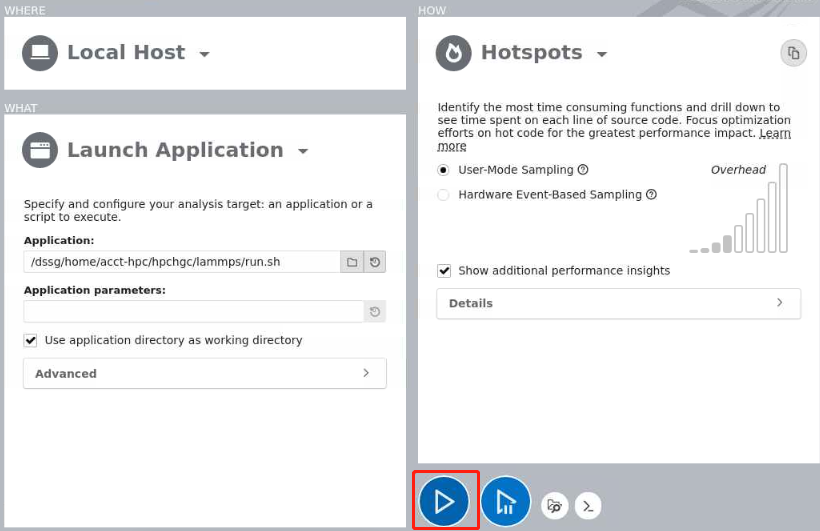 WHERE
Local Host
WHAT
Launch Application
Specify and configure your analysis target: an application or a
script to execute.
Application:
/dssg/home/acct-hpc/hpchgc/lammps/run.sh
Application parameters:
Use application directory as working directory
Advanced
HOW
Hotspots
Identify the most time consuming functions and drill down to
see time spent on each line of source code. Focus optimization
efforts on hot code for the greatest performance impact. Learn
more
User-Mode Sampling
Overhead
Hardware Event-Based Sampling
Show additional performance insights
Details